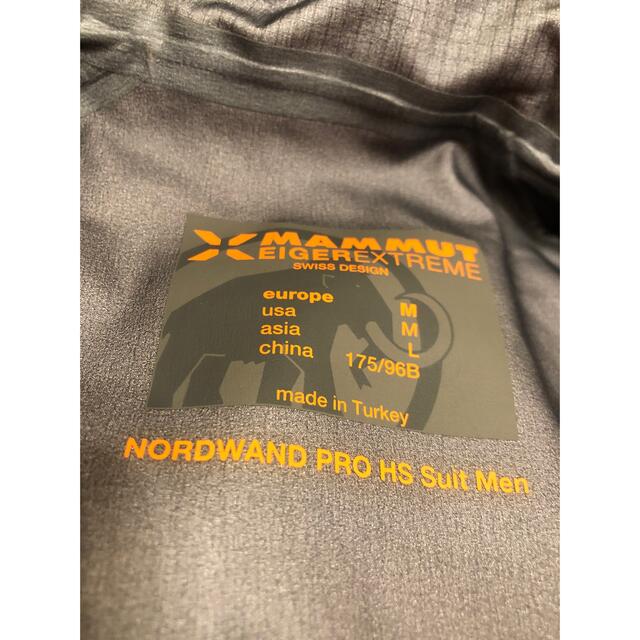 MAMMUT
EIGEREXTREME
SWISS DESIGN
europe M
usa M
asia L
china 175/96B
made in Turkey
NORDWAND PRO HS Suit Men